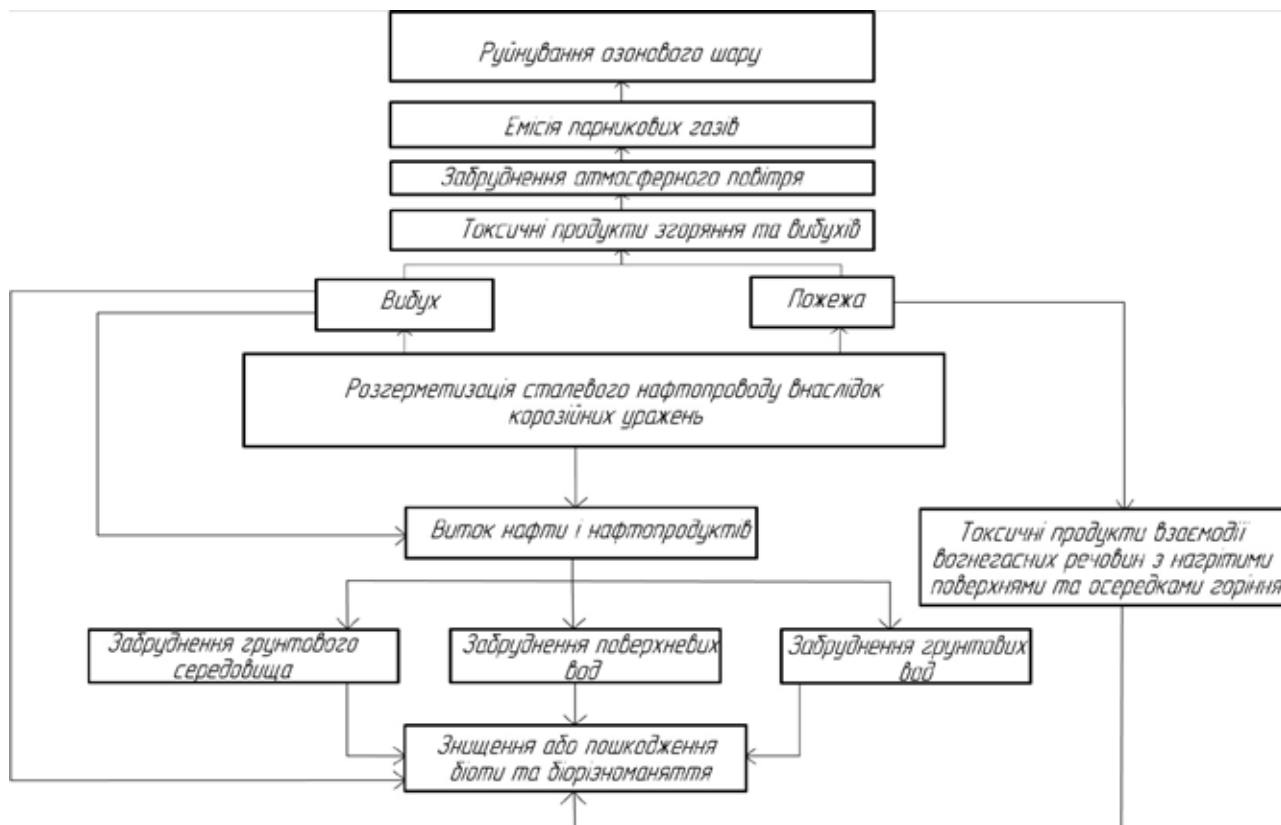 Руйнування озонового шару
Емісія парникових газів
Забруднення атмосферного повітря
Токсичні продукти згоряння та вибухів
Вибух
Пожежа
Розгерметизація сталевого нафтопроводу внаслідок
корозійних уражень
Виток нафти і нафтопродуктів
Токсичні продукти взаємодії
вогнегасних речовин з нагрітими
поверхнями та осередками горіння
Забруднення грунтового
середовища
Забруднення поверхневих
вод
Забруднення грунтових
вод
Знищення або пошкодження
біоти та біорізноманяття